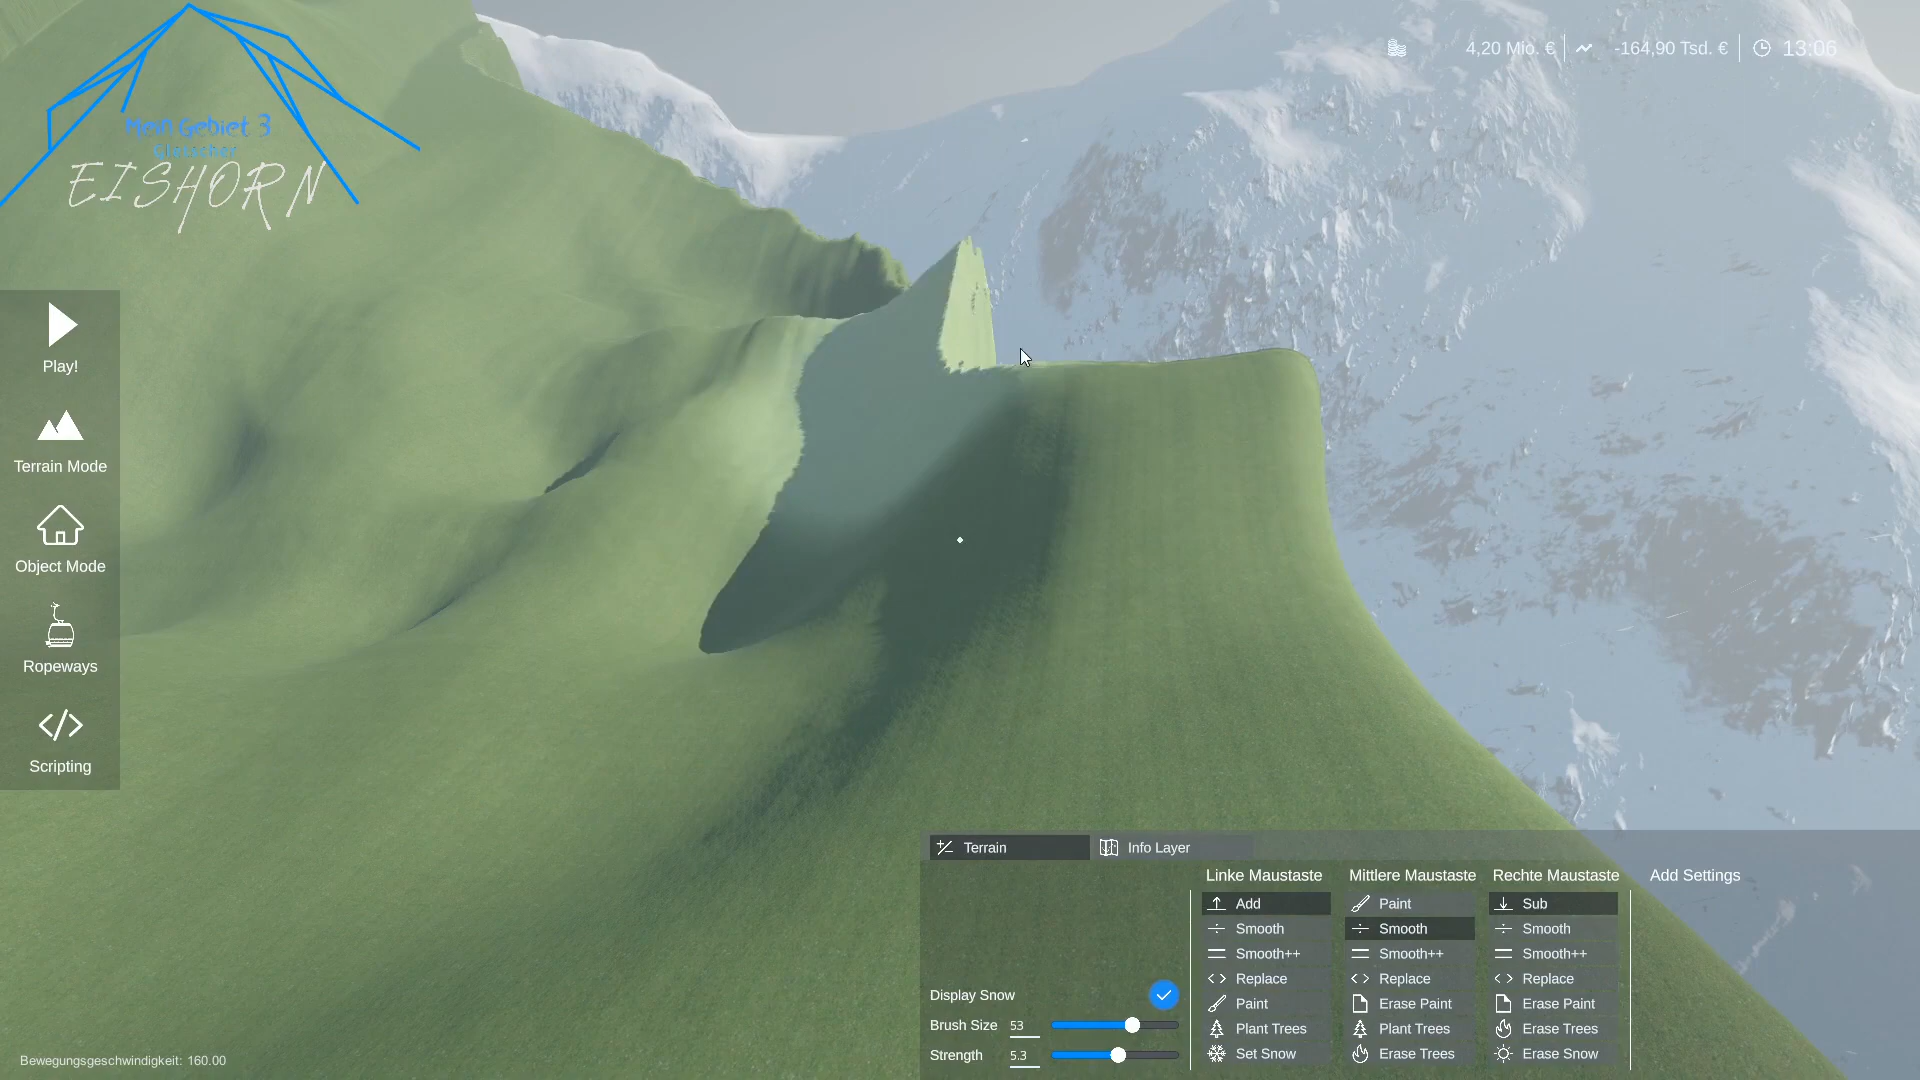 4,20 Mio. €
-164,90 Tsd. €
13:06
Mein Gebiet 3
Gletscher
EISHORN
Play!
Terrain Mode
Object Mode
Ropeways
Scripting
Terrain
Info Layer
Linke Maustaste
Mittlere Maustaste
Rechte Maustaste
Add Settings
Add
Paint
Sub
Smooth
Smooth
Smooth
Smooth++
Smooth++
Smooth++
Replace
Replace
Replace
Display Snow
Paint
Erase Paint
Erase Paint
Brush Size 53
Plant Trees
Plant Trees
Erase Trees
Strength 5.3
Set Snow
Erase Trees
Erase Snow
Bewegungsgeschwindigkeit: 160.00